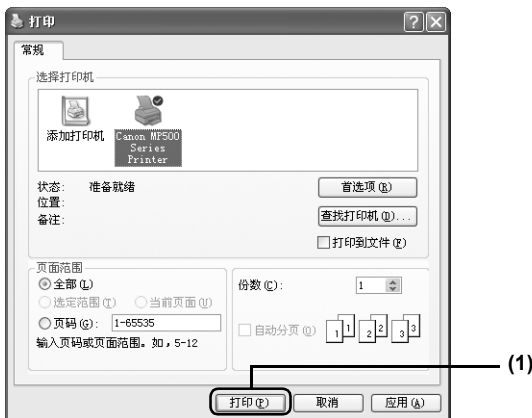 打印
常规
选择打印机
添加打印机
Canon MP500
Series
Printer
状态: 准备就绪
位置:
备注:
首选项(R)
查找打印机(D)...
打印到文件(F)
页面范围
全部(L)
选定范围(T) 当前页面(U)
页码(G): 1-65535
输入页码或页面范围。如,5-12
份数(C): 1
自动分页(O)
1 1 2 2 3 3
(1)
打印(P) 取消 应用(A)